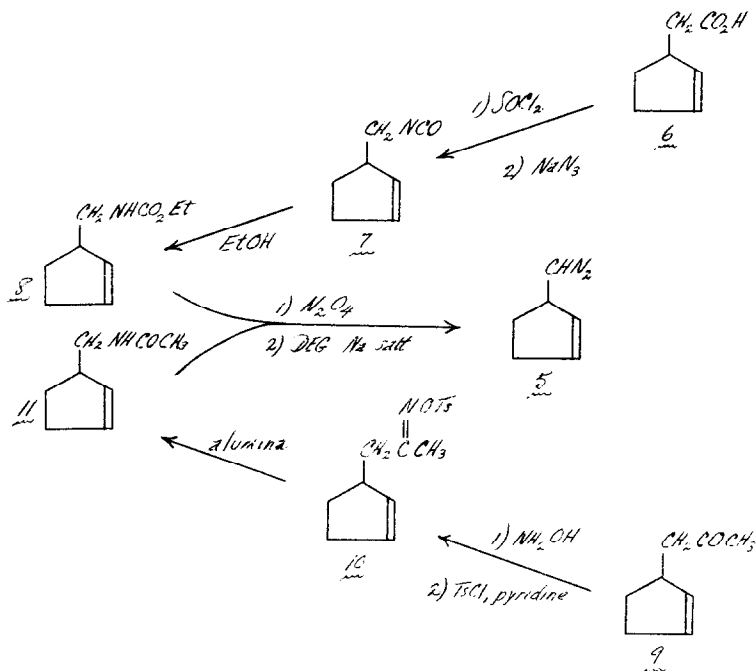 CH₂CO₂H
6
1) SOCl₂
2) NaN₃
CH₂NCO
7
EtOH
CH₂NHCO₂Et
8
1) N₂O₄
2) DEG Na salt
CHN₂
5
CH₂NHCOCH₃
11
alumina
NOTs
CH₂CCH₃
10
1) NH₂OH
2) TsCl, pyridine
CH₂COCH₃
9